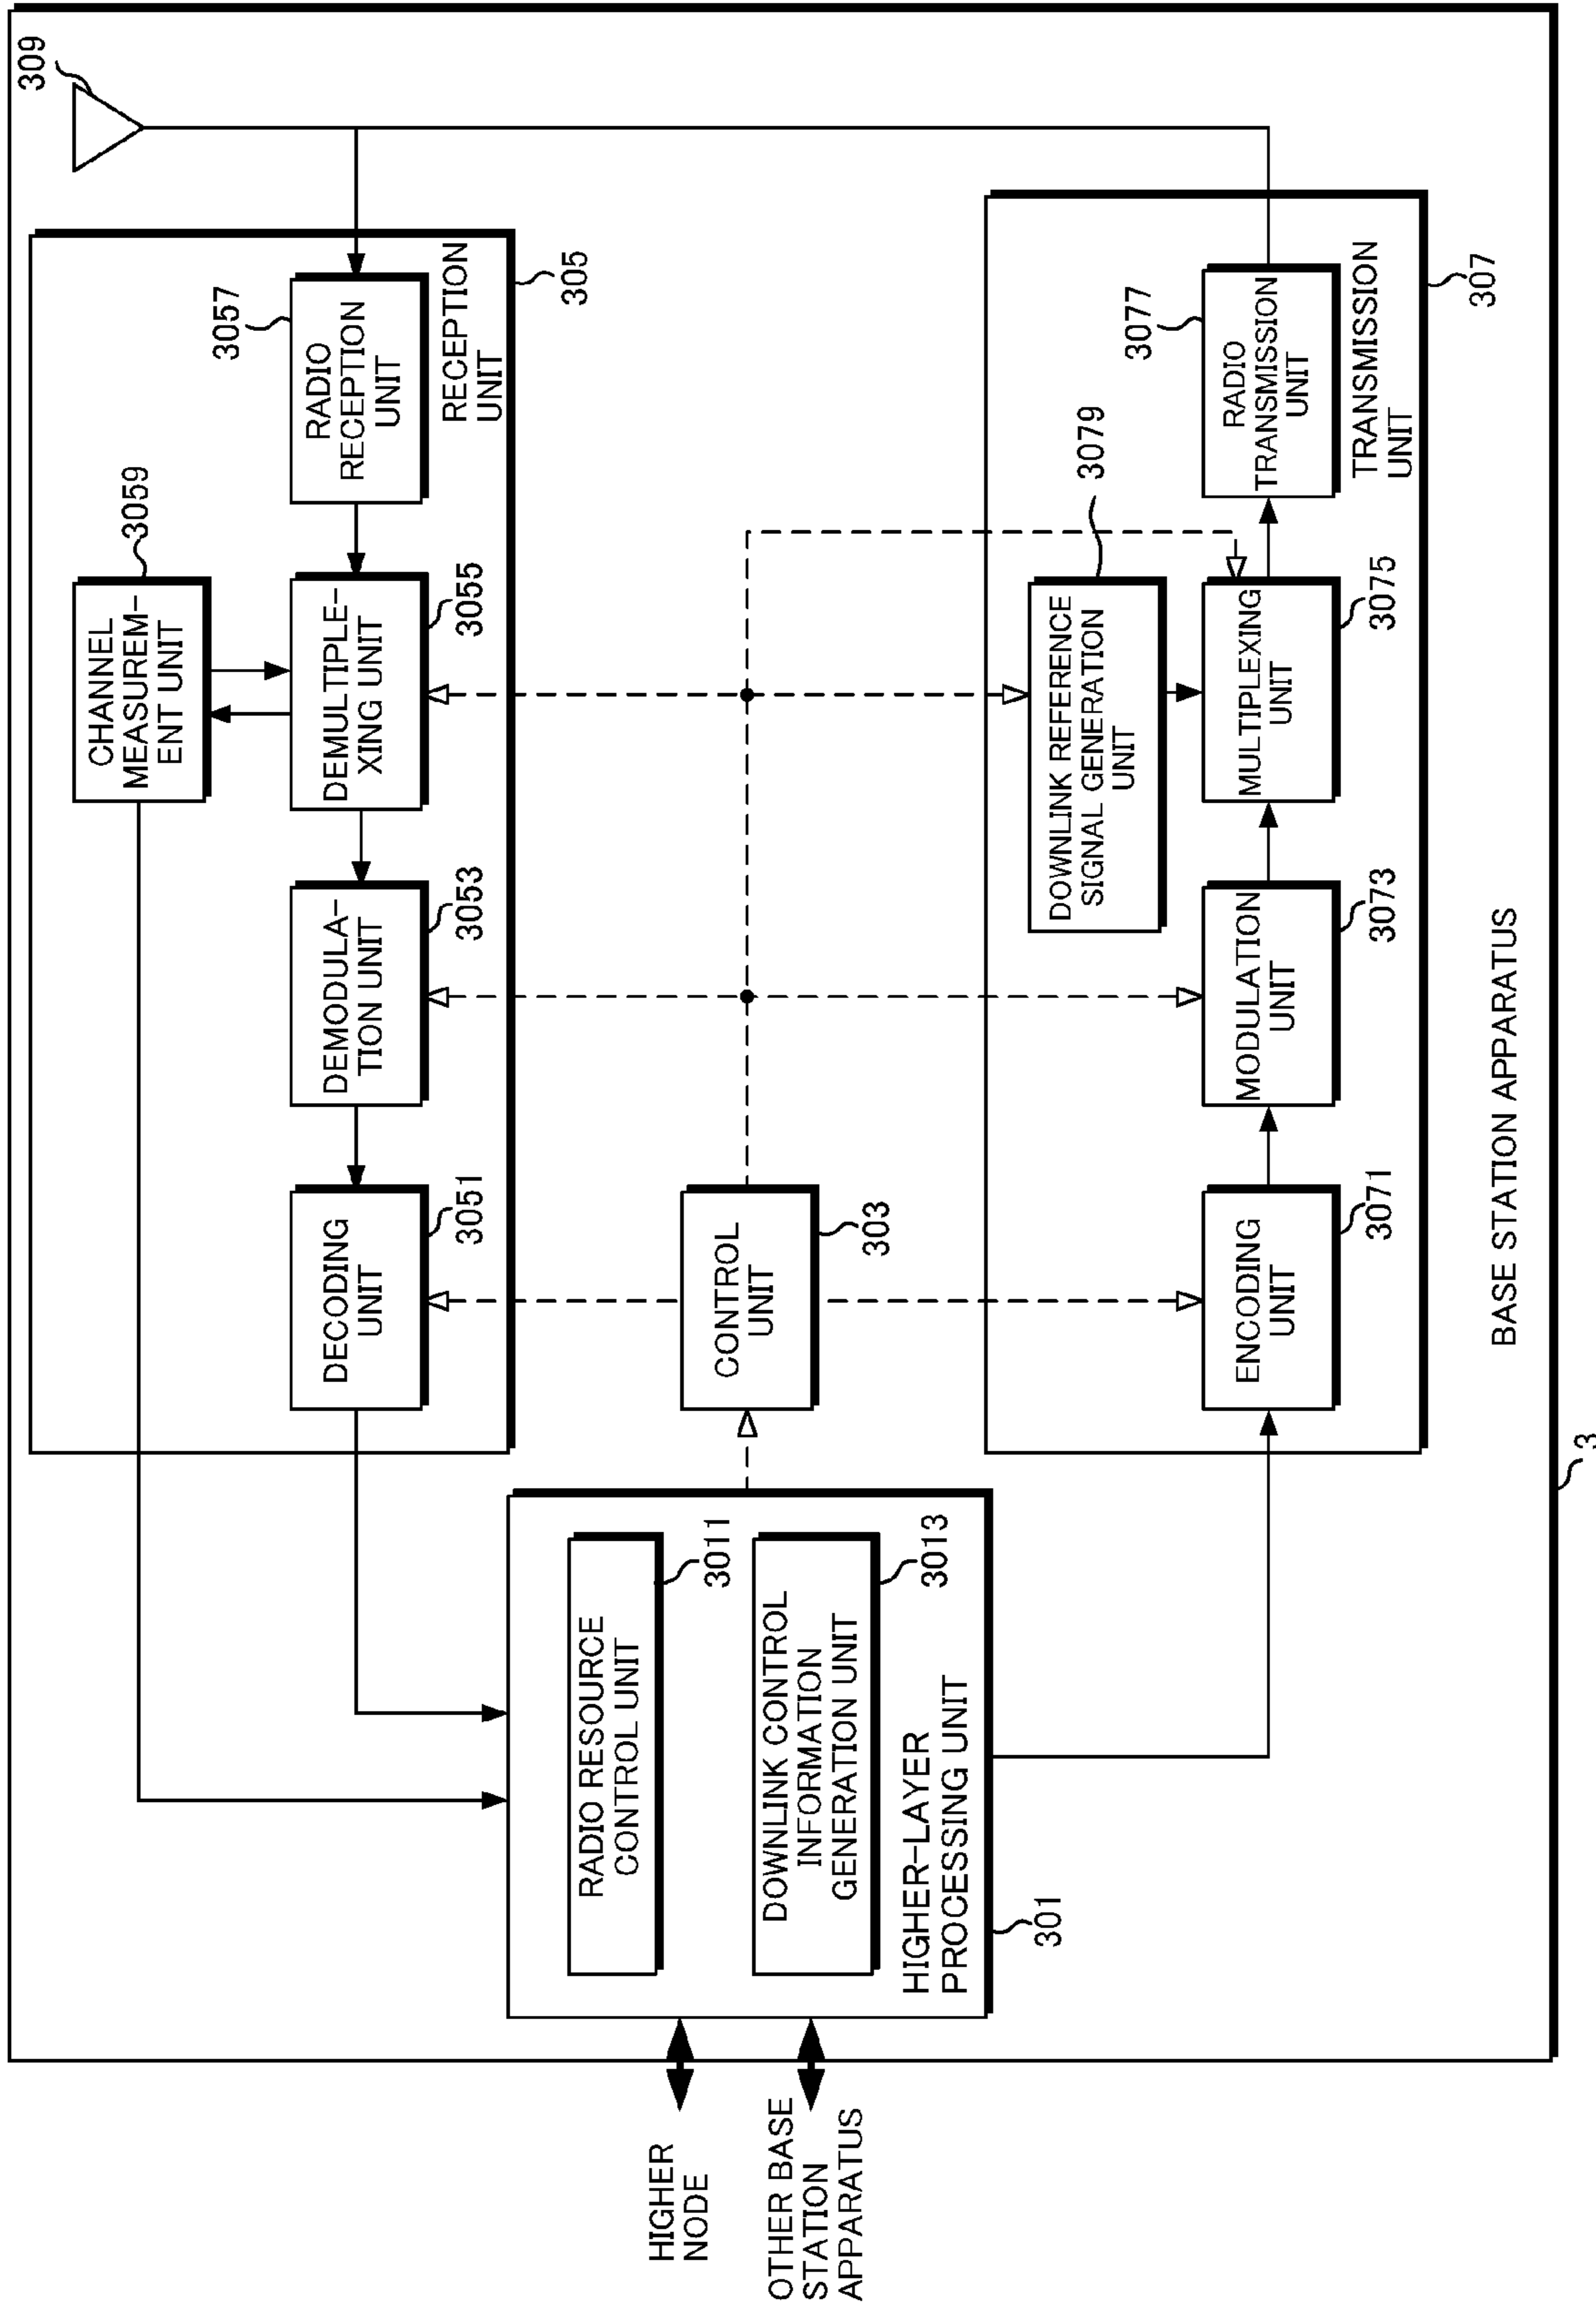 309
3057
RADIO
RECEPTION
UNIT
RECEPTION
UNIT
305
3059
CHANNEL
MEASUREM-
ENT UNIT
DEMULTIPLE-
XING UNIT
3055
DEMODULA-
TION UNIT
3053
DECODING
UNIT
3051
CONTROL
UNIT
303
3077
RADIO
TRANSMISSION
UNIT
TRANSMISSION
UNIT
307
3079
DOWNLINK REFERENCE
SIGNAL GENERATION
UNIT
MULTIPLEXING
UNIT
3075
MODULATION
UNIT
3073
ENCODING
UNIT
3071
RADIO RESOURCE
CONTROL UNIT
3011
DOWNLINK CONTROL
INFORMATION
GENERATION UNIT
3013
HIGHER-LAYER
PROCESSING UNIT
301
HIGHER
NODE
OTHER BASE
STATION
APPARATUS
BASE STATION APPARATUS
3